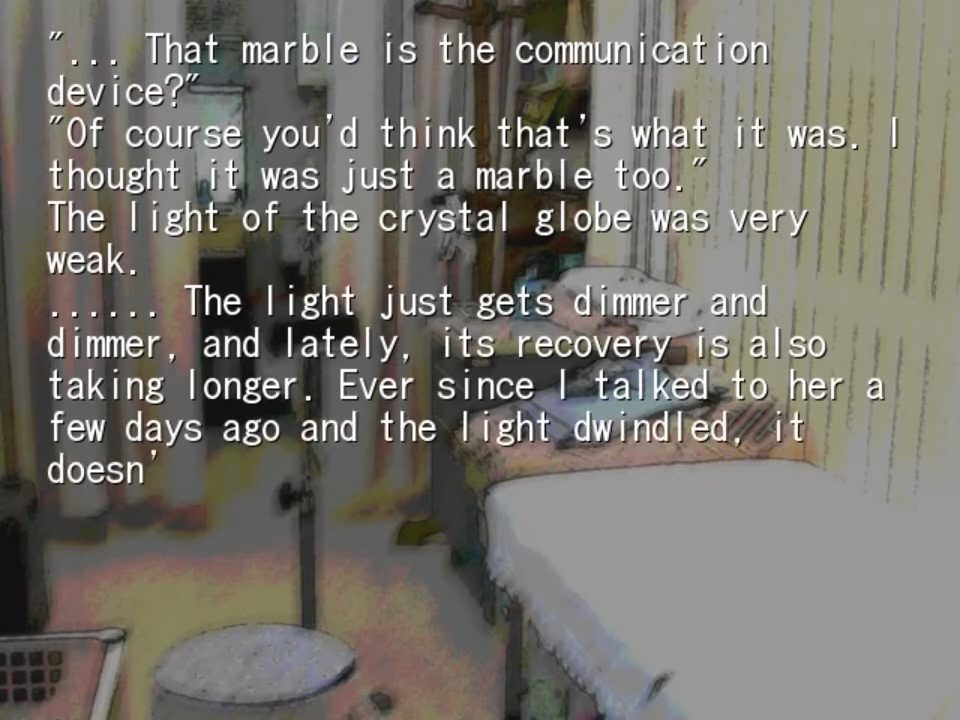 "... That marble is the communication
device?"
"Of course you'd think that's what it was. I
thought it was just a marble too."
The light of the crystal globe was very
weak.
...... The light just gets dimmer and
dimmer, and lately, its recovery is also
taking longer. Ever since I talked to her a
few days ago and the light dwindled, it
doesn'